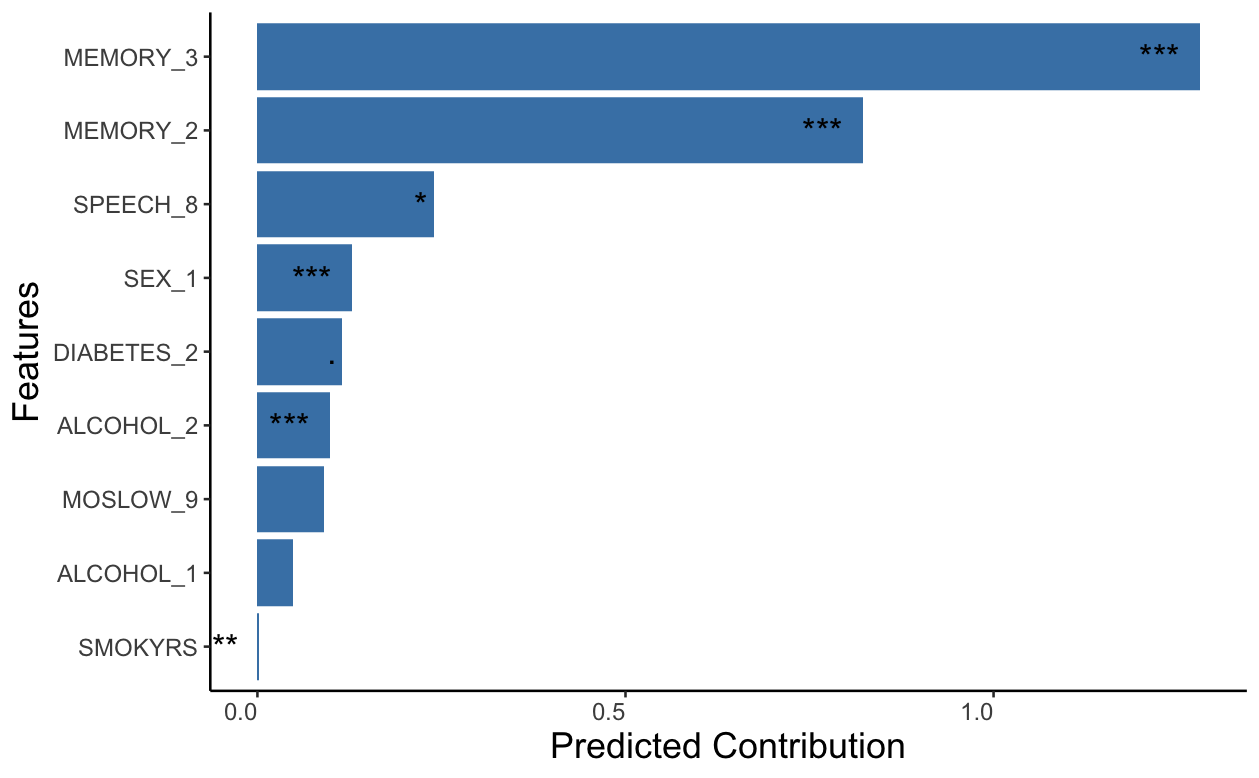 MEMORY_3 ***
MEMORY_2 ***
SPEECH_8 *
SEX_1 ***
DIABETES_2 .
ALCOHOL_2 ***
MOSLOW_9
ALCOHOL_1
SMOKYRS **
Features
0.0 0.5 1.0
Predicted Contribution